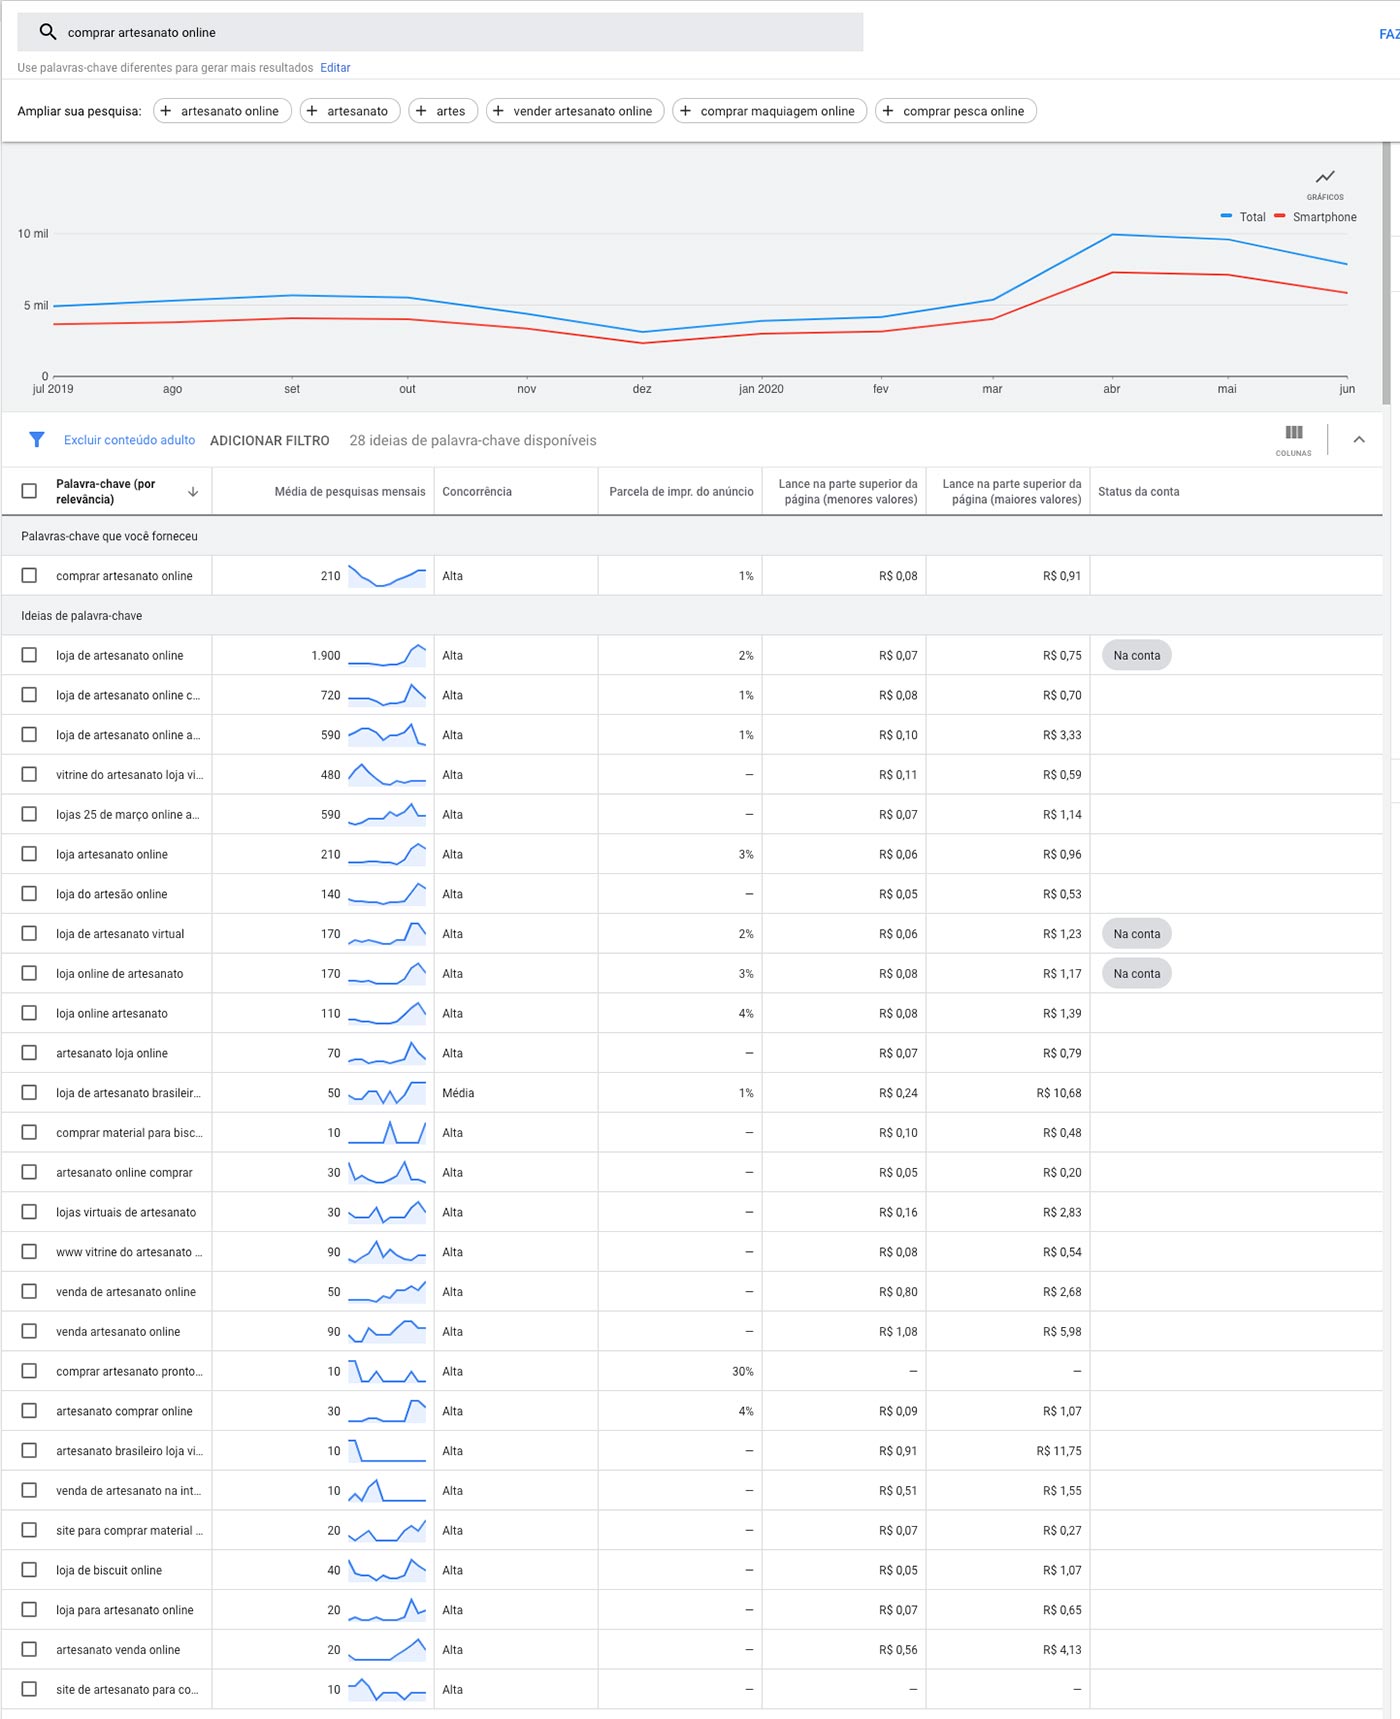 comprar artesanato online
FAZ
Use palavras-chave diferentes para gerar mais resultados Editar
Ampliar sua pesquisa: + artesanato online + artesanato + artes + vender artesanato online + comprar maquiagem online + comprar pesca online
GRÁFICOS
Total Smartphone
10 mil
5 mil
0
jul 2019 ago set out nov dez jan 2020 fev mar abr mai jun
Excluir conteúdo adulto ADICIONAR FILTRO 28 ideias de palavra-chave disponíveis
COLUNAS
Palavra-chave (por relevância) Média de pesquisas mensais Concorrência Parcela de impr. do anúncio Lance na parte superior da página (menores valores) Lance na parte superior da página (maiores valores) Status da conta
Palavras-chave que você forneceu
comprar artesanato online 210 Alta 1% R$ 0,08 R$ 0,91
Ideias de palavra-chave
loja de artesanato online 1.900 Alta 2% R$ 0,07 R$ 0,75 Na conta
loja de artesanato online c... 720 Alta 1% R$ 0,08 R$ 0,70
loja de artesanato online a... 590 Alta 1% R$ 0,10 R$ 3,33
vitrine do artesanato loja vi... 480 Alta – R$ 0,11 R$ 0,59
lojas 25 de março online a... 590 Alta – R$ 0,07 R$ 1,14
loja artesanato online 210 Alta 3% R$ 0,06 R$ 0,96
loja do artesão online 140 Alta – R$ 0,05 R$ 0,53
loja de artesanato virtual 170 Alta 2% R$ 0,06 R$ 1,23 Na conta
loja online de artesanato 170 Alta 3% R$ 0,08 R$ 1,17 Na conta
loja online artesanato 110 Alta 4% R$ 0,08 R$ 1,39
artesanato loja online 70 Alta – R$ 0,07 R$ 0,79
loja de artesanato brasileir... 50 Média 1% R$ 0,24 R$ 10,68
comprar material para bisc... 10 Alta – R$ 0,10 R$ 0,48
artesanato online comprar 30 Alta – R$ 0,05 R$ 0,20
lojas virtuais de artesanato 30 Alta – R$ 0,16 R$ 2,83
www vitrine do artesanato ... 90 Alta – R$ 0,08 R$ 0,54
venda de artesanato online 50 Alta – R$ 0,80 R$ 2,68
venda artesanato online 90 Alta – R$ 1,08 R$ 5,98
comprar artesanato pronto... 10 Alta 30% – –
artesanato comprar online 30 Alta 4% R$ 0,09 R$ 1,07
artesanato brasileiro loja vi... 10 Alta – R$ 0,91 R$ 11,75
venda de artesanato na int... 10 Alta – R$ 0,51 R$ 1,55
site para comprar material ... 20 Alta – R$ 0,07 R$ 0,27
loja de biscuit online 40 Alta – R$ 0,05 R$ 1,07
loja para artesanato online 20 Alta – R$ 0,07 R$ 0,65
artesanato venda online 20 Alta – R$ 0,56 R$ 4,13
site de artesanato para co... 10 Alta – – –